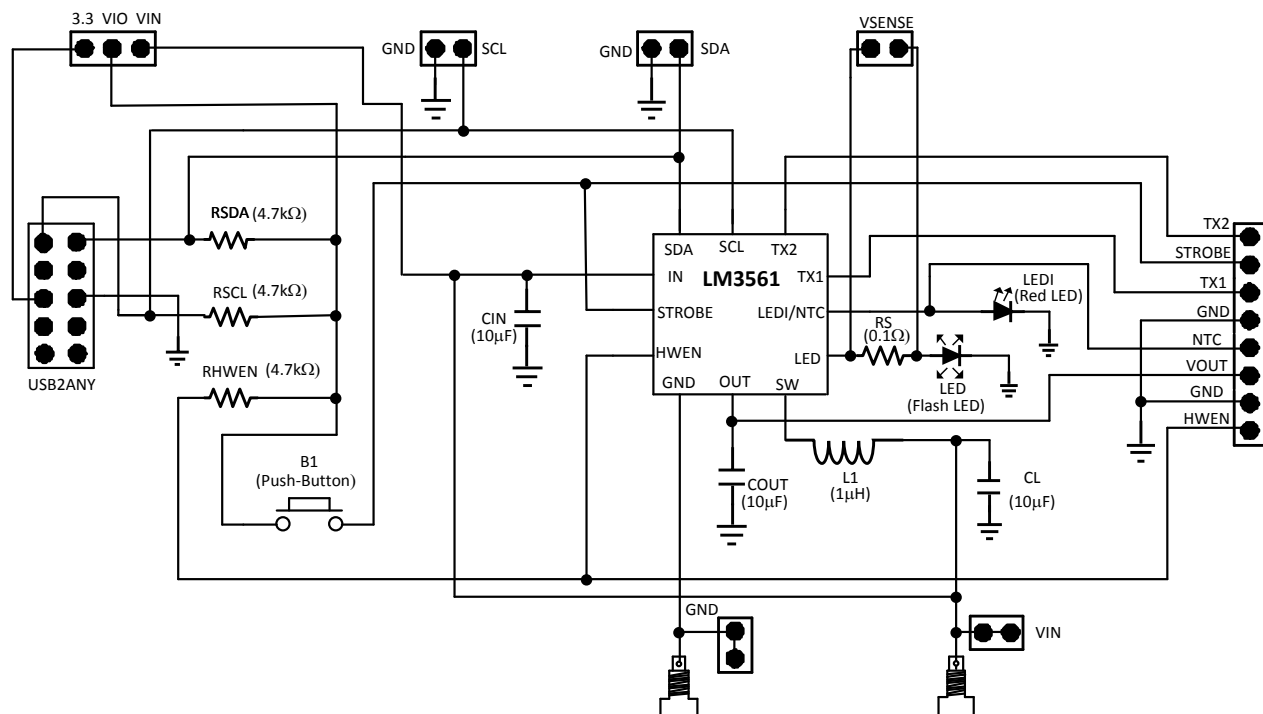 3.3 VIO VIN
GND
SCL
GND
SDA
VSENSE
RSDA (4.7kΩ)
RSCL (4.7kΩ)
RHWEN (4.7kΩ)
USB2ANY
B1
(Push-Button)
CIN
(10μF)
SDA
SCL
TX2
IN
LM3561
TX1
STROBE
LEDI/NTC
HWEN
LED
GND
OUT
SW
RS
(0.1Ω)
LEDI
(Red LED)
LED
(Flash LED)
COUT
(10μF)
L1
(1μH)
CL
(10μF)
TX2
STROBE
TX1
GND
NTC
VOUT
GND
HWEN
GND
VIN